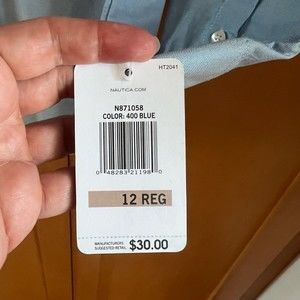 HT2041
NAUTICA.COM
N871058
COLOR: 400 BLUE
0 48283 21198 0
12 REG
MANUFACTURERS
SUGGESTED RETAIL $30.00